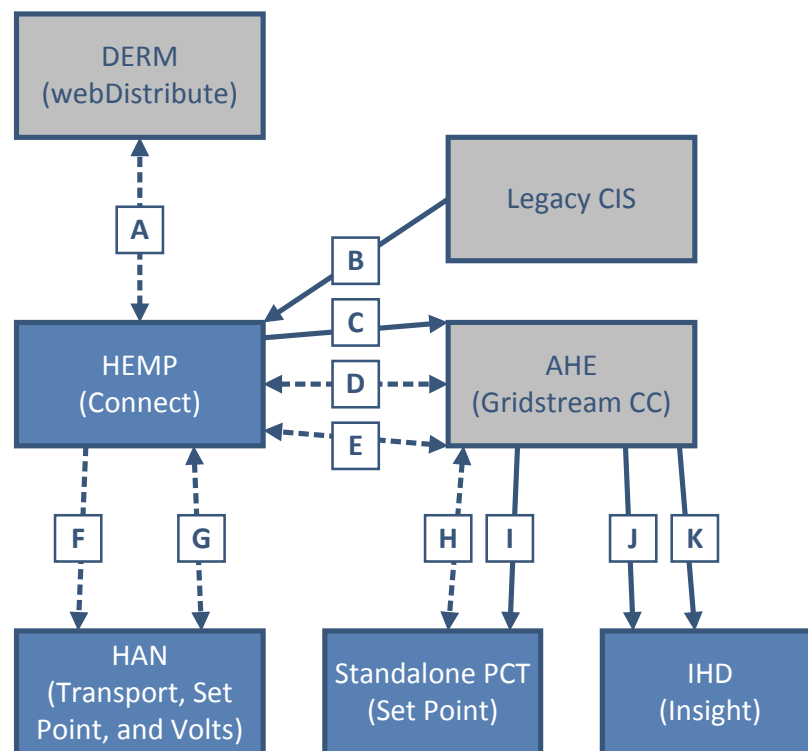 DERM
(webDistribute)
Legacy CIS
A
B
C
HEMP
(Connect)
D
AHE
(Gridstream CC)
E
F
G
H
I
J
K
HAN
(Transport, Set
Point, and Volts)
Standalone PCT
(Set Point)
IHD
(Insight)